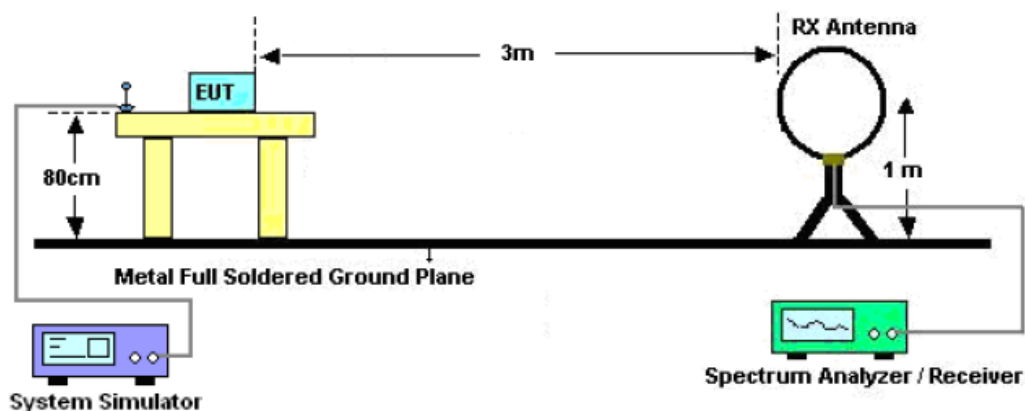 RX Antenna
3m
EUT
80cm
1 m
Metal Full Soldered Ground Plane
System Simulator
Spectrum Analyzer / Receiver